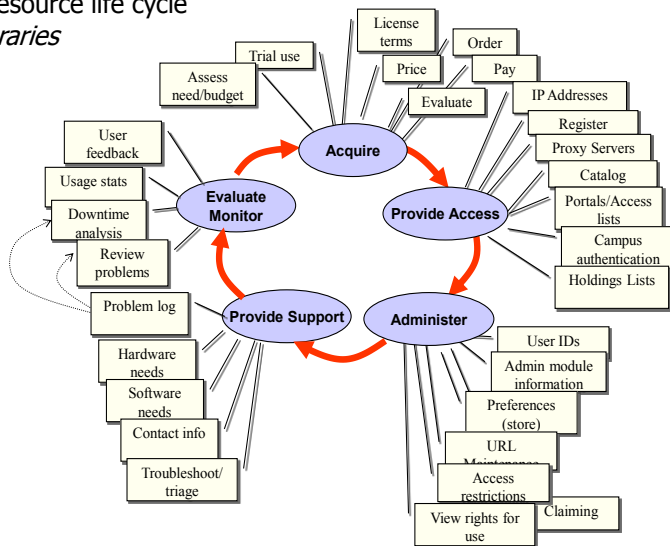 esource life cycle
raries
License
terms
Order
Trial use
Price
Pay
Assess
need/budget
Evaluate
IP Addresses
Register
Proxy Servers
Catalog
Portals/Access
lists
Campus
authentication
Holdings Lists
Acquire
User
feedback
Usage stats
Downtime
analysis
Review
problems
Evaluate
Monitor
Provide Access
Problem log
Provide Support
Administer
Hardware
needs
Software
needs
Contact info
Troubleshoot/
triage
User IDs
Admin module
information
Preferences
(store)
URL
Maintenance
Access
restrictions
Claiming
View rights for
use